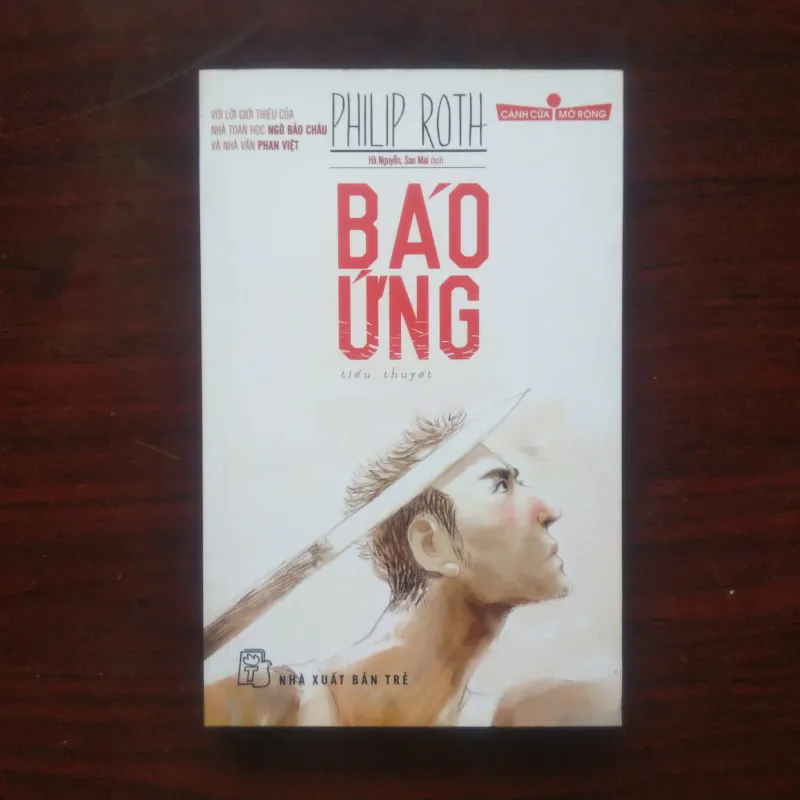 VỚI LỜI GIỚI THIỆU CỦA
NHÀ TOÁN HỌC NGÔ BẢO CHÂU
VÀ NHÀ VĂN PHAN VIỆT
PHILIP ROTH
CÁNH CỬA MỞ RỘNG
Hà Nguyễn, Sao Mai dịch
BÁO
ỨNG
tiểu thuyết
NHÀ XUẤT BẢN TRẺ